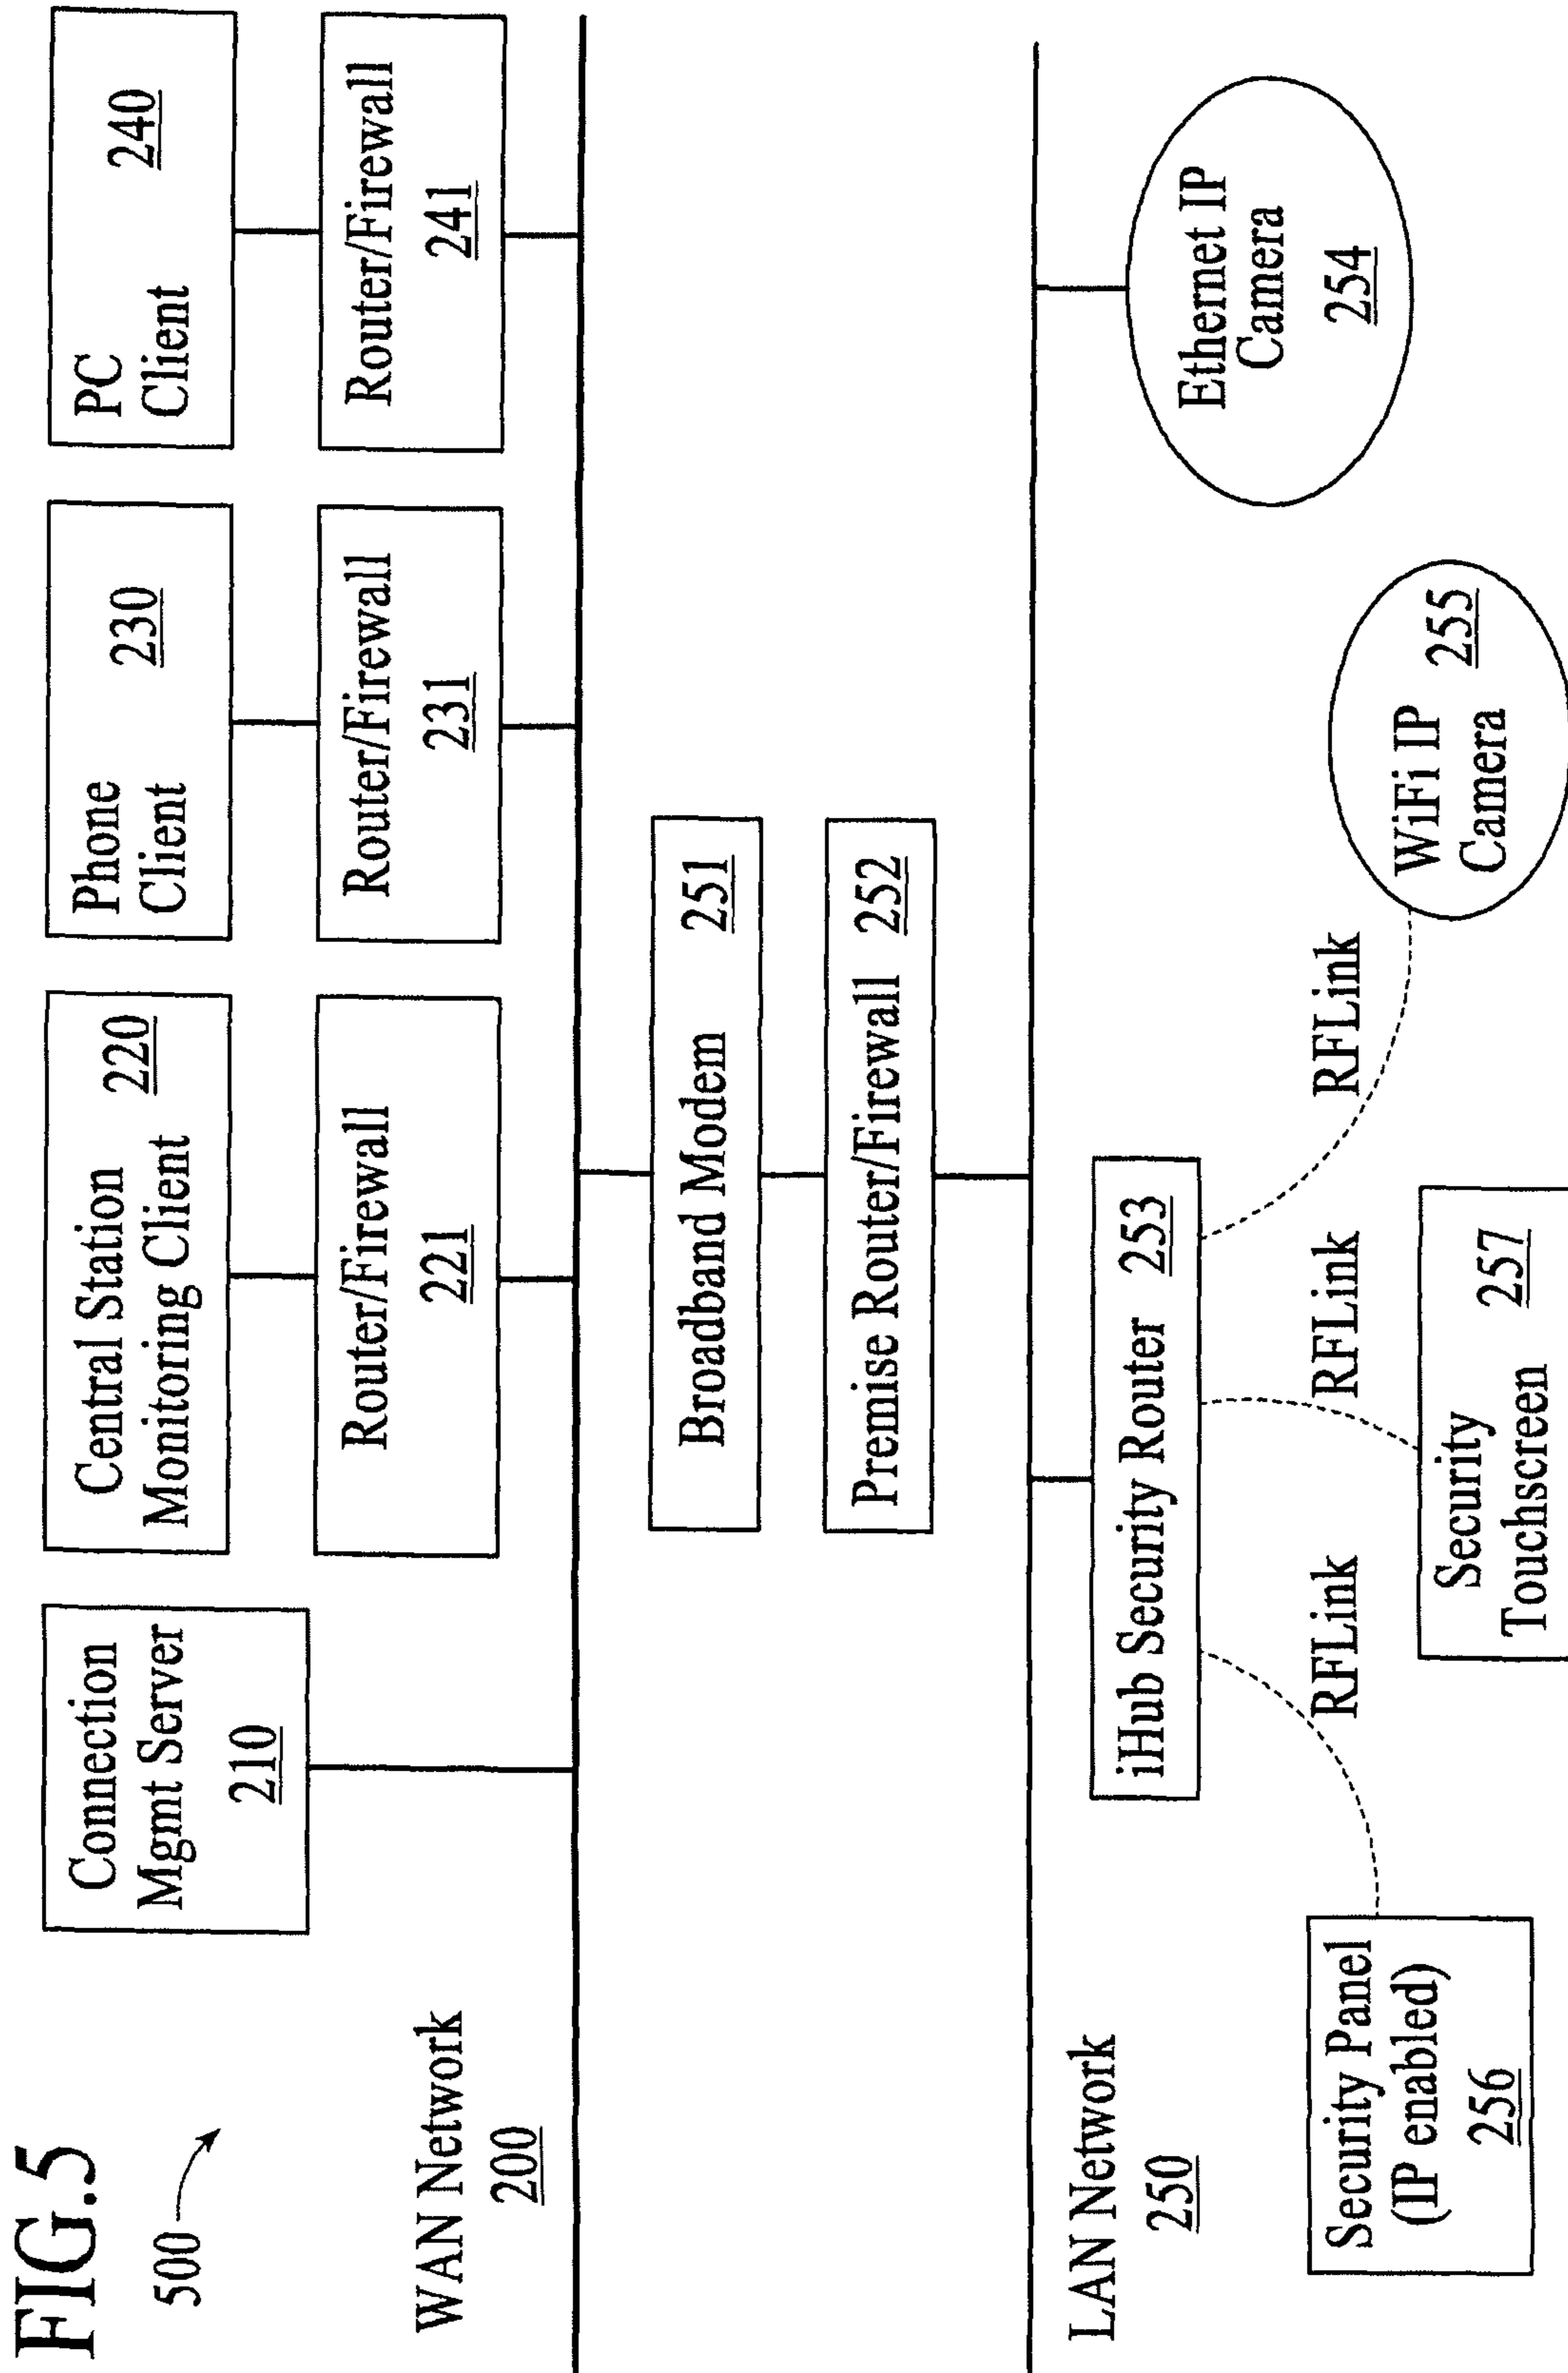 FIG.5
500
Connection
Mgmt Server
210
Central Station
Monitoring Client
220
Phone
Client
230
PC
Client
240
Router/Firewall
221
Router/Firewall
231
Router/Firewall
241
WAN Network
200
Broadband Modem 251
Premise Router/Firewall 252
LAN Network
250
iHub Security Router 253
Ethernet IP
Camera
254
RFLink
RFLink
RFLink
Security Panel
(IP enabled)
256
Security
Touchscreen
257
WiFi IP
Camera
255